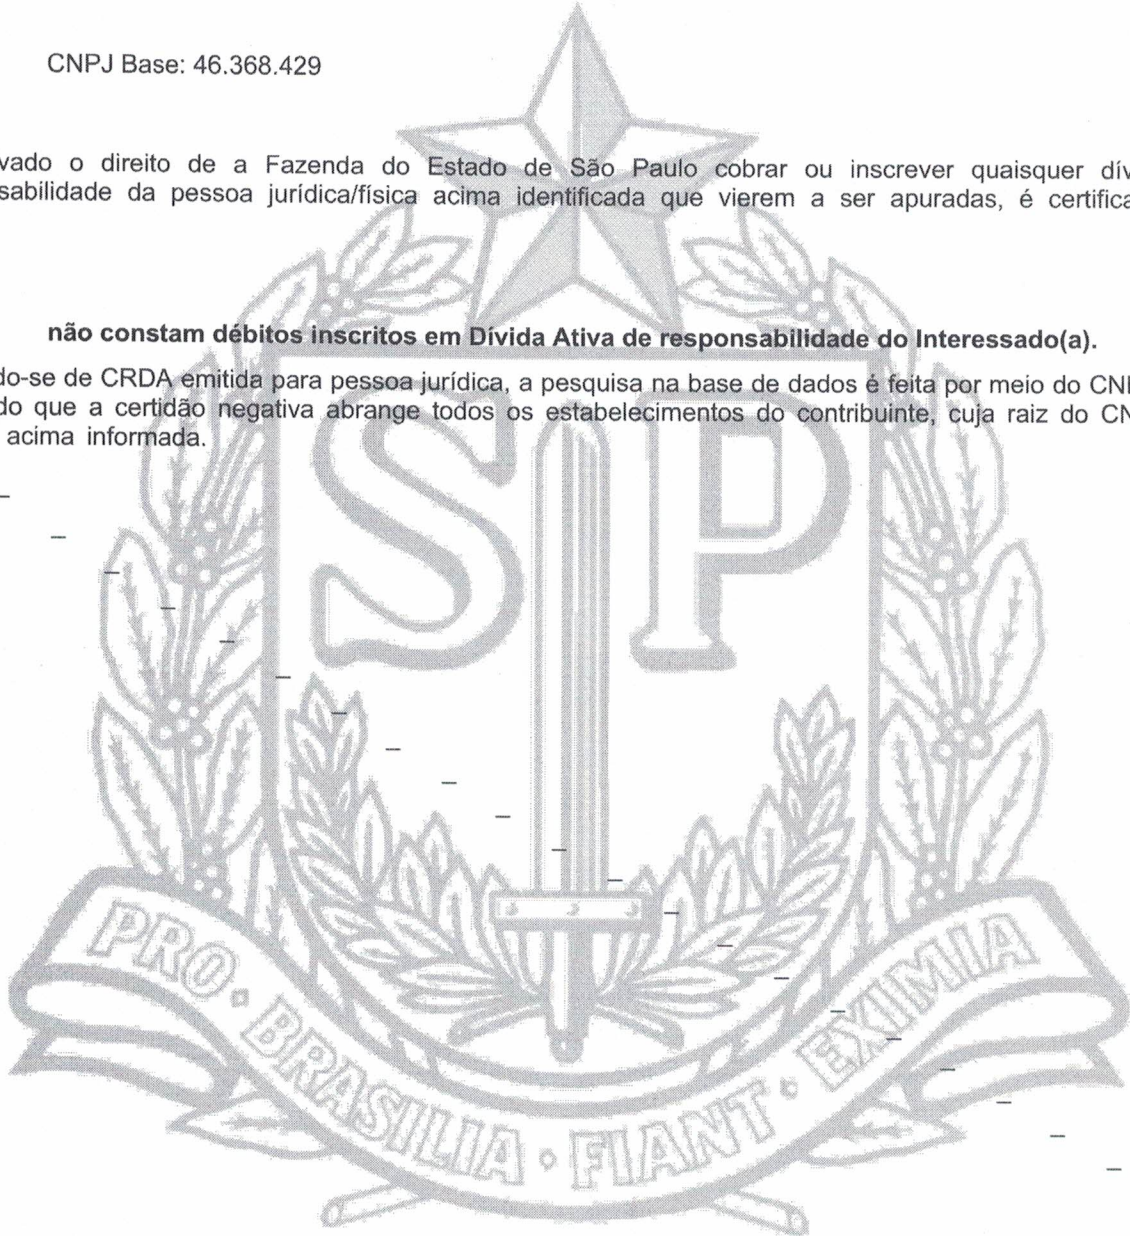 CNPJ Base: 46.368.429
vado o direito de a Fazenda do Estado de São Paulo cobrar ou inscrever quaisquer dív
sabilidade da pessoa jurídica/física acima identificada que vierem a ser apuradas, é certifica
não constam débitos inscritos em Dívida Ativa de responsabilidade do Interessado(a).
do-se de CRDA emitida para pessoa jurídica, a pesquisa na base de dados é feita por meio do CN
do que a certidão negativa abrange todos os estabelecimentos do contribuinte, cuja raiz do CN
acima informada.
SP
PRO · BRASILIA · FIANT · EXIMIA